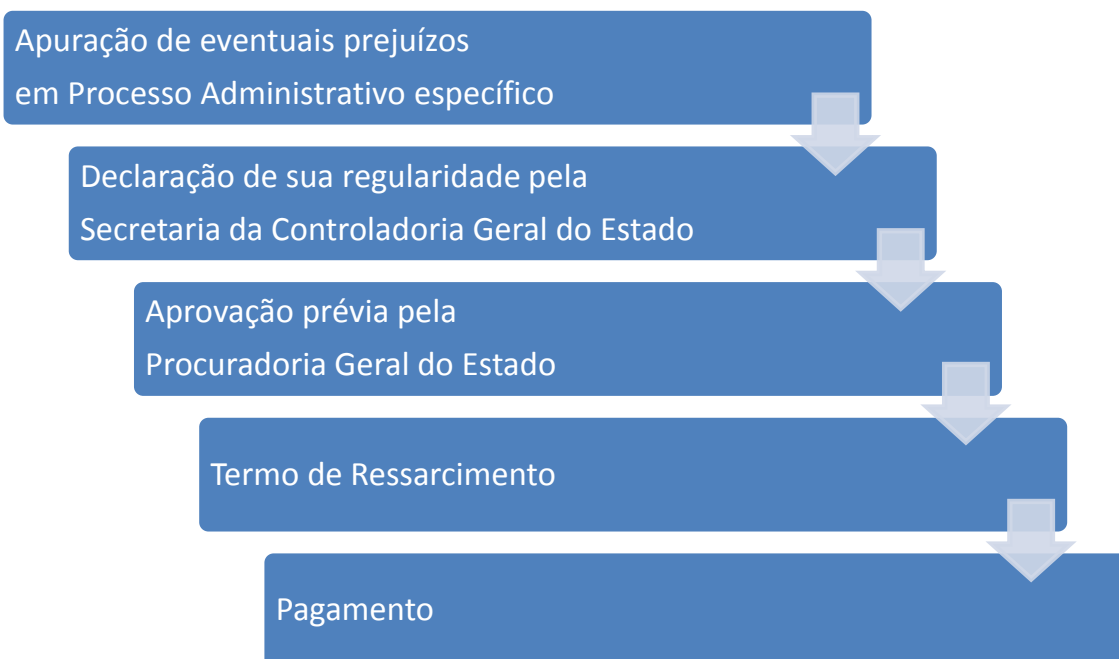 Apuração de eventuais prejuízos
em Processo Administrativo específico
Declaração de sua regularidade pela
Secretaria da Controladoria Geral do Estado
Aprovação prévia pela
Procuradoria Geral do Estado
Termo de Ressarcimento
Pagamento